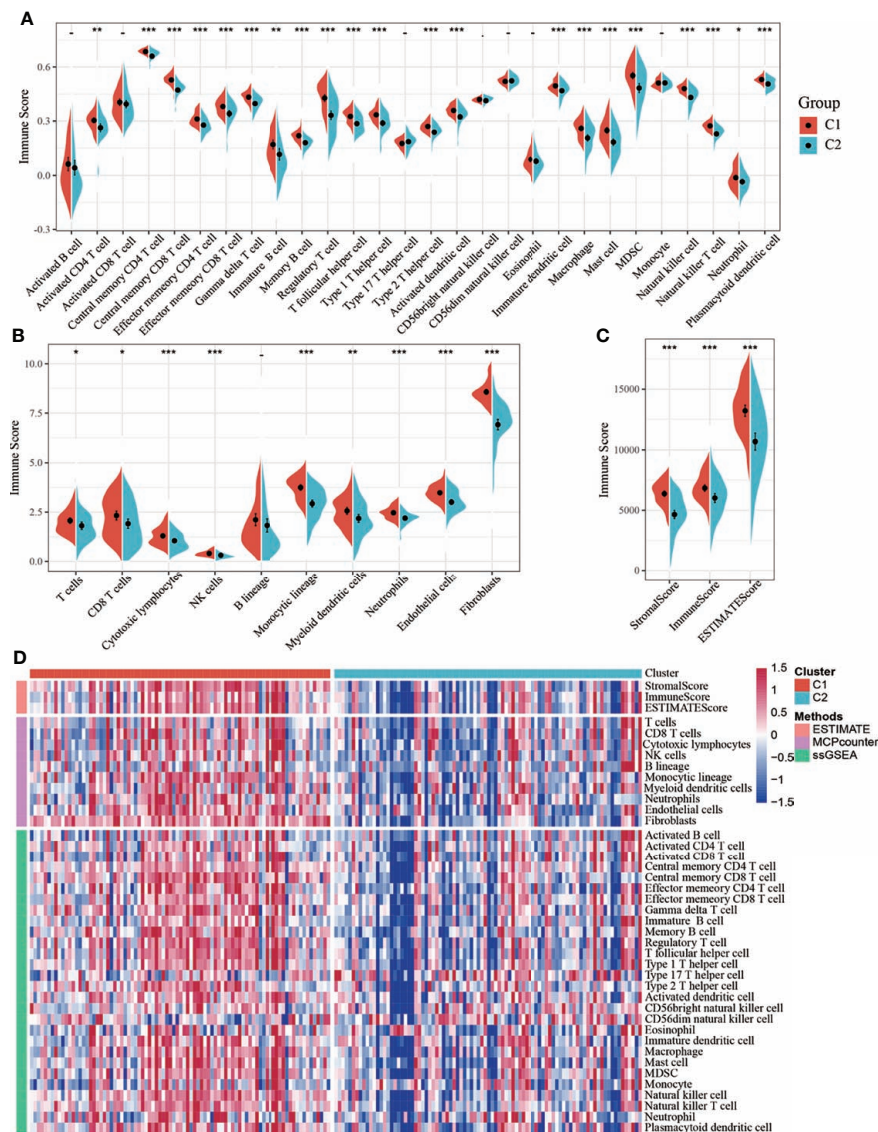 A
- ** - *** *** *** *** *** ** *** *** *** *** - *** *** . - - *** *** *** *** - *** *** * ***
Immune Score
0.6
0.3
0.0
-0.3
Activated B cell
Activated CD4 T cell
Activated CD8 T cell
Central memory CD4 T cell
Central memory CD8 T cell
Effector memeory CD4 T cell
Effector memeory CD8 T cell
Gamma delta T cell
Immature B cell
Memory B cell
Regulatory T cell
T follicular helper cell
Type 1 T helper cell
Type 17 T helper cell
Type 2 T helper cell
Activated dendritic cell
CD56bright natural killer cell
CD56dim natural killer cell
Eosinophil
Immature dendritic cell
Macrophage
Mast cell
MDSC
Monocyte
Natural killer cell
Natural killer T cell
Neutrophil
Plasmacytoid dendritic cell
Group
C1
C2
B
* * *** *** - *** ** *** *** ***
Immune Score
10.0
7.5
5.0
2.5
0.0
T cells
CD8 T cells
Cytotoxic lymphocytes
NK cells
B lineage
Monocytic lineage
Myeloid dendritic cells
Neutrophils
Endothelial cells
Fibroblasts
C
*** *** ***
Immune Score
15000
10000
5000
0
StromalScore
ImmuneScore
ESTIMATEScore
D
Cluster
StromalScore
ImmuneScore
ESTIMATEScore
T cells
CD8 T cells
Cytotoxic lymphocytes
NK cells
B lineage
Monocytic lineage
Myeloid dendritic cells
Neutrophils
Endothelial cells
Fibroblasts
Activated B cell
Activated CD4 T cell
Activated CD8 T cell
Central memory CD4 T cell
Central memory CD8 T cell
Effector memeory CD4 T cell
Effector memeory CD8 T cell
Gamma delta T cell
Immature B cell
Memory B cell
Regulatory T cell
T follicular helper cell
Type 1 T helper cell
Type 17 T helper cell
Type 2 T helper cell
Activated dendritic cell
CD56bright natural killer cell
CD56dim natural killer cell
Eosinophil
Immature dendritic cell
Macrophage
Mast cell
MDSC
Monocyte
Natural killer cell
Natural killer T cell
Neutrophil
Plasmacytoid dendritic cell
1.5
1
0.5
0
−0.5
−1
−1.5
Cluster
C1
C2
Methods
ESTIMATE
MCPcounter
ssGSEA